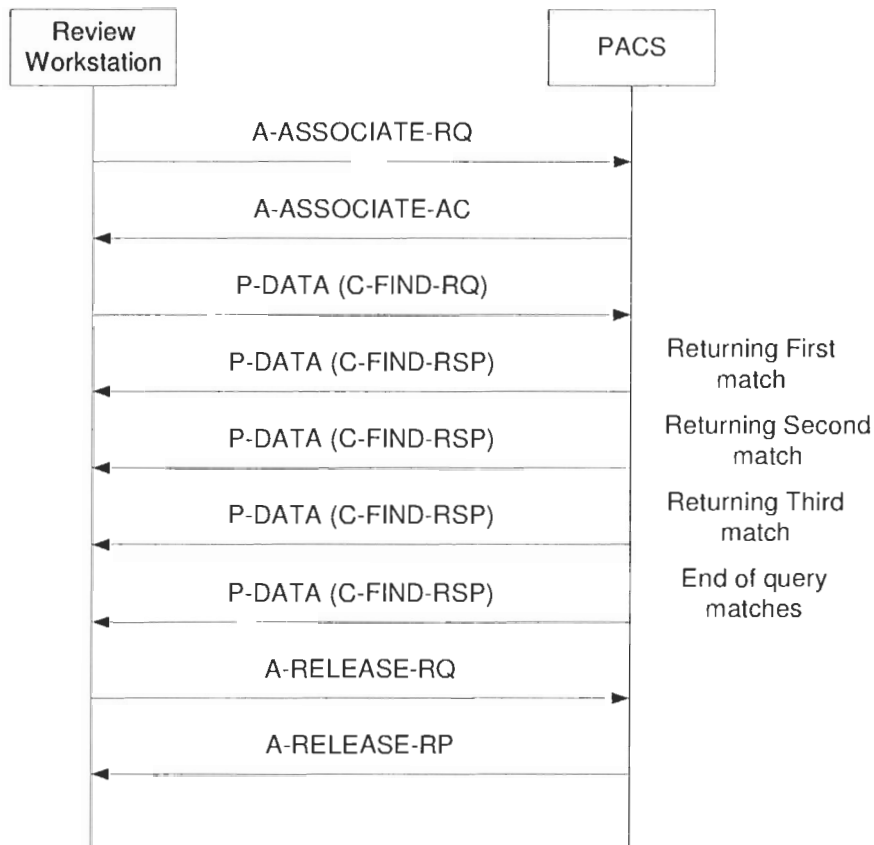 Review
Workstation
PACS
A-ASSOCIATE-RQ
A-ASSOCIATE-AC
P-DATA (C-FIND-RQ)
P-DATA (C-FIND-RSP)
Returning First
match
P-DATA (C-FIND-RSP)
Returning Second
match
P-DATA (C-FIND-RSP)
Returning Third
match
P-DATA (C-FIND-RSP)
End of query
matches
A-RELEASE-RQ
A-RELEASE-RP